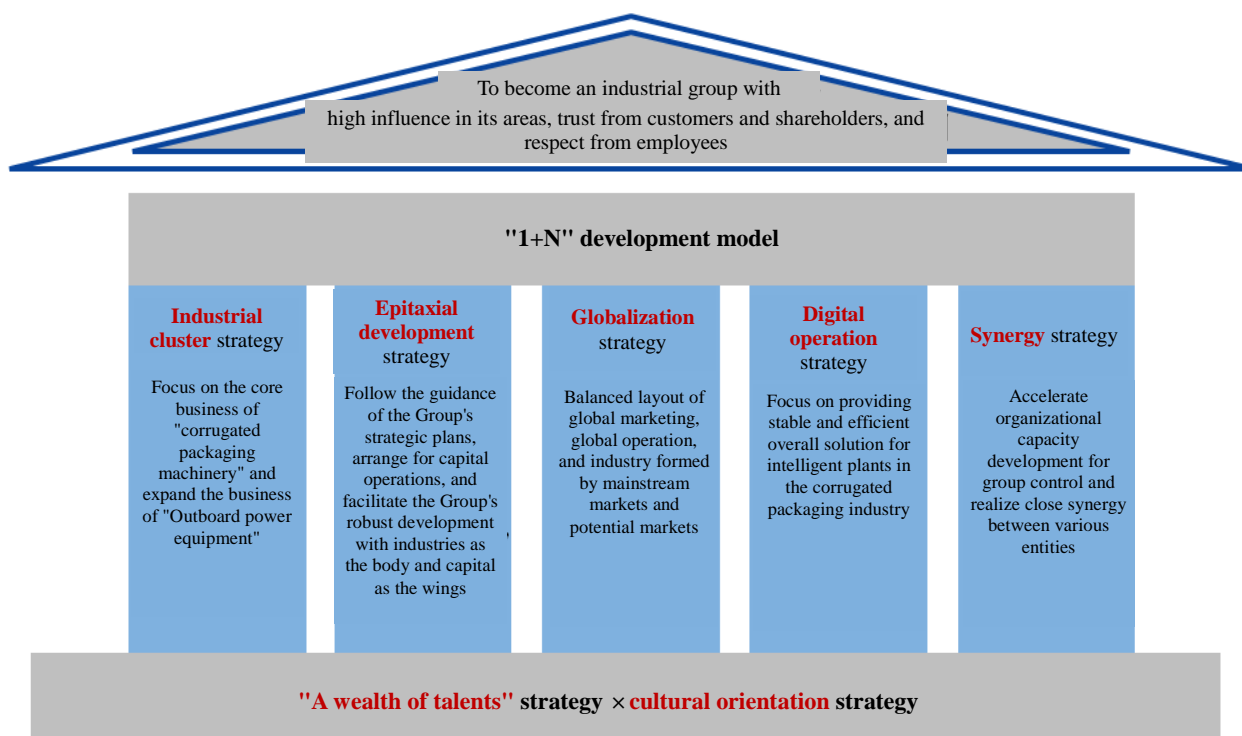 To become an industrial group with
high influence in its areas, trust from customers and shareholders, and
respect from employees
"1+N" development model
Industrial
cluster strategy
Focus on the core
business of
"corrugated
packaging
machinery" and
expand the business
of "Outboard power
equipment"
Epitaxial
development
strategy
Follow the guidance
of the Group's
strategic plans,
arrange for capital
operations, and
facilitate the Group's
robust development
with industries as
the body and capital
as the wings
Globalization
strategy
Balanced layout of
global marketing,
global operation,
and industry formed
by mainstream
markets and
potential markets
Digital
operation
strategy
Focus on providing
stable and efficient
overall solution for
intelligent plants in
the corrugated
packaging industry
Synergy strategy
Accelerate
organizational
capacity
development for
group control and
realize close synergy
between various
entities
"A wealth of talents" strategy × cultural orientation strategy